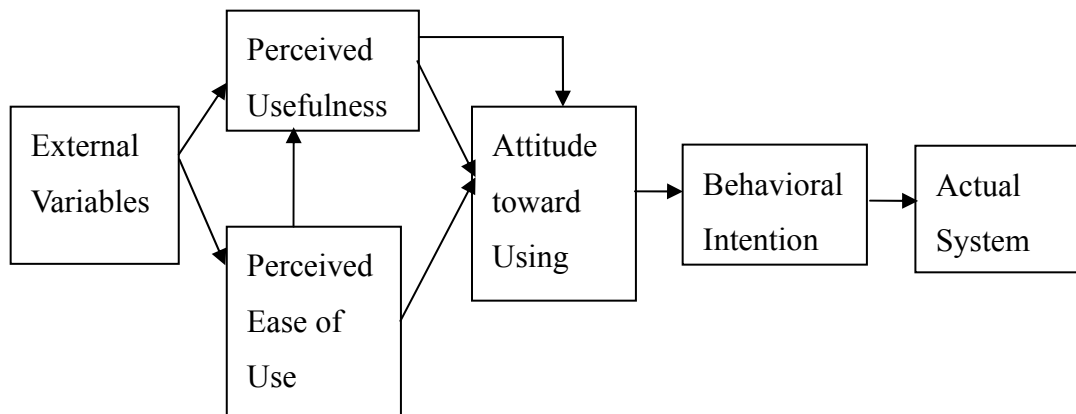 External
Variables
Perceived
Usefulness
Perceived
Ease of
Use
Attitude
toward
Using
Behavioral
Intention
Actual
System